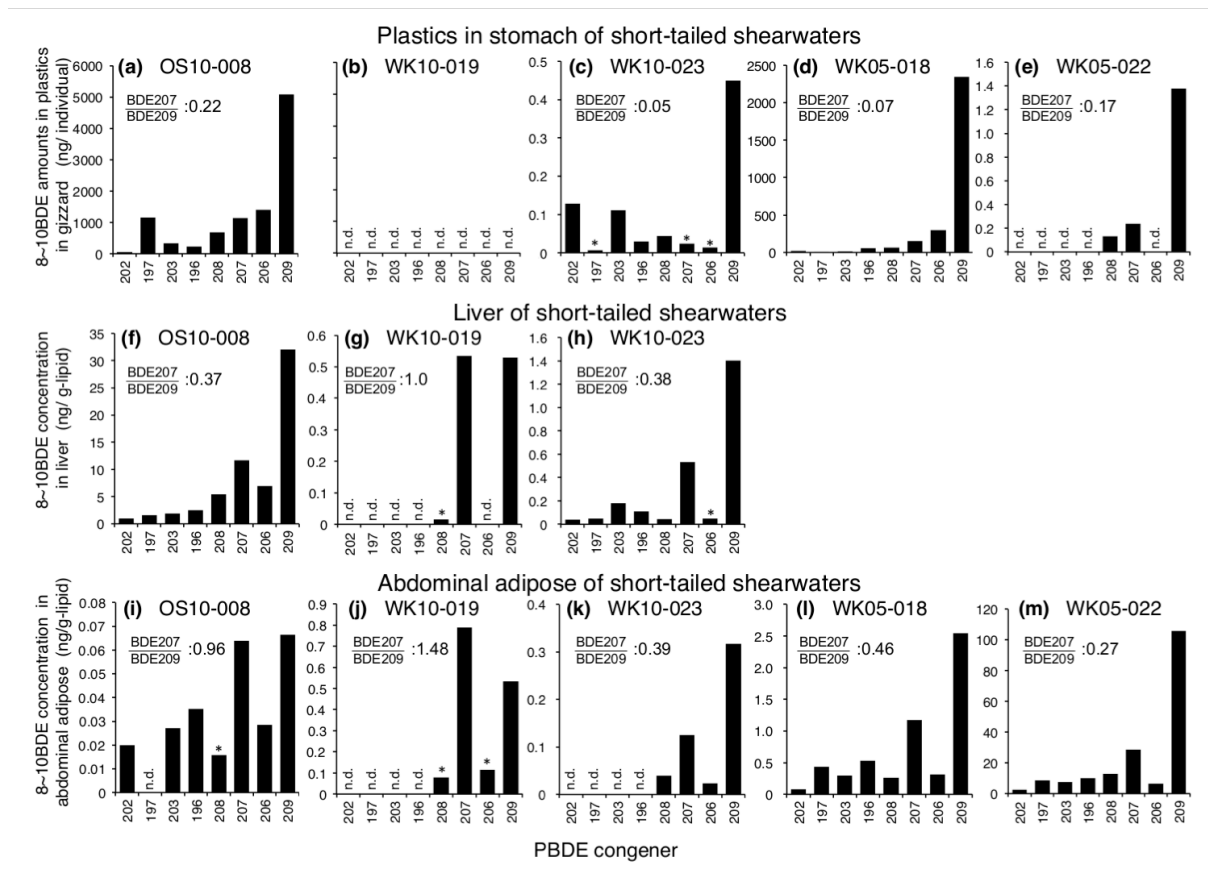 Plastics in stomach of short-tailed shearwaters
8~10BDE amounts in plastics
in gizzard (ng/ individual)
(a) OS10-008
BDE207
BDE209 :0.22
6000
5000
4000
3000
2000
1000
0
202 197 203 196 208 207 206 209
(b) WK10-019
n.d. n.d. n.d. n.d. n.d. n.d. n.d. n.d.
202 197 203 196 208 207 206 209
(c) WK10-023
BDE207
BDE209 :0.05
0.5
0.4
0.3
0.2
0.1
0
* * *
202 197 203 196 208 207 206 209
(d) WK05-018
BDE207
BDE209 :0.07
2500
2000
1500
1000
500
0
202 197 203 196 208 207 206 209
(e) WK05-022
BDE207
BDE209 :0.17
1.6
1.4
1.2
1.0
0.8
0.6
0.4
0.2
0
n.d. n.d. n.d. n.d. n.d.
202 197 203 196 208 207 206 209
Liver of short-tailed shearwaters
8~10BDE concentration
in liver (ng/ g-lipid)
(f) OS10-008
BDE207
BDE209 :0.37
35
30
25
20
15
10
5
0
202 197 203 196 208 207 206 209
(g) WK10-019
BDE207
BDE209 :1.0
0.6
0.5
0.4
0.3
0.2
0.1
0
n.d. n.d. n.d. n.d. * n.d.
202 197 203 196 208 207 206 209
(h) WK10-023
BDE207
BDE209 :0.38
1.6
1.4
1.2
1.0
0.8
0.6
0.4
0.2
0
*
202 197 203 196 208 207 206 209
Abdominal adipose of short-tailed shearwaters
8~10BDE concentration in
abdominal adipose (ng/g-lipid)
(i) OS10-008
BDE207
BDE209 :0.96
0.08
0.07
0.06
0.05
0.04
0.03
0.02
0.01
0
n.d. *
202 197 203 196 208 207 206 209
(j) WK10-019
BDE207
BDE209 :1.48
0.9
0.8
0.7
0.6
0.5
0.4
0.3
0.2
0.1
0
n.d. n.d. n.d. n.d. * *
202 197 203 196 208 207 206 209
(k) WK10-023
BDE207
BDE209 :0.39
0.4
0.3
0.2
0.1
0
n.d. n.d. n.d. n.d.
202 197 203 196 208 207 206 209
(l) WK05-018
BDE207
BDE209 :0.46
3.0
2.5
2.0
1.5
1.0
0.5
0.0
202 197 203 196 208 207 206 209
(m) WK05-022
BDE207
BDE209 :0.27
120
100
80
60
40
20
0
202 197 203 196 208 207 206 209
PBDE congener